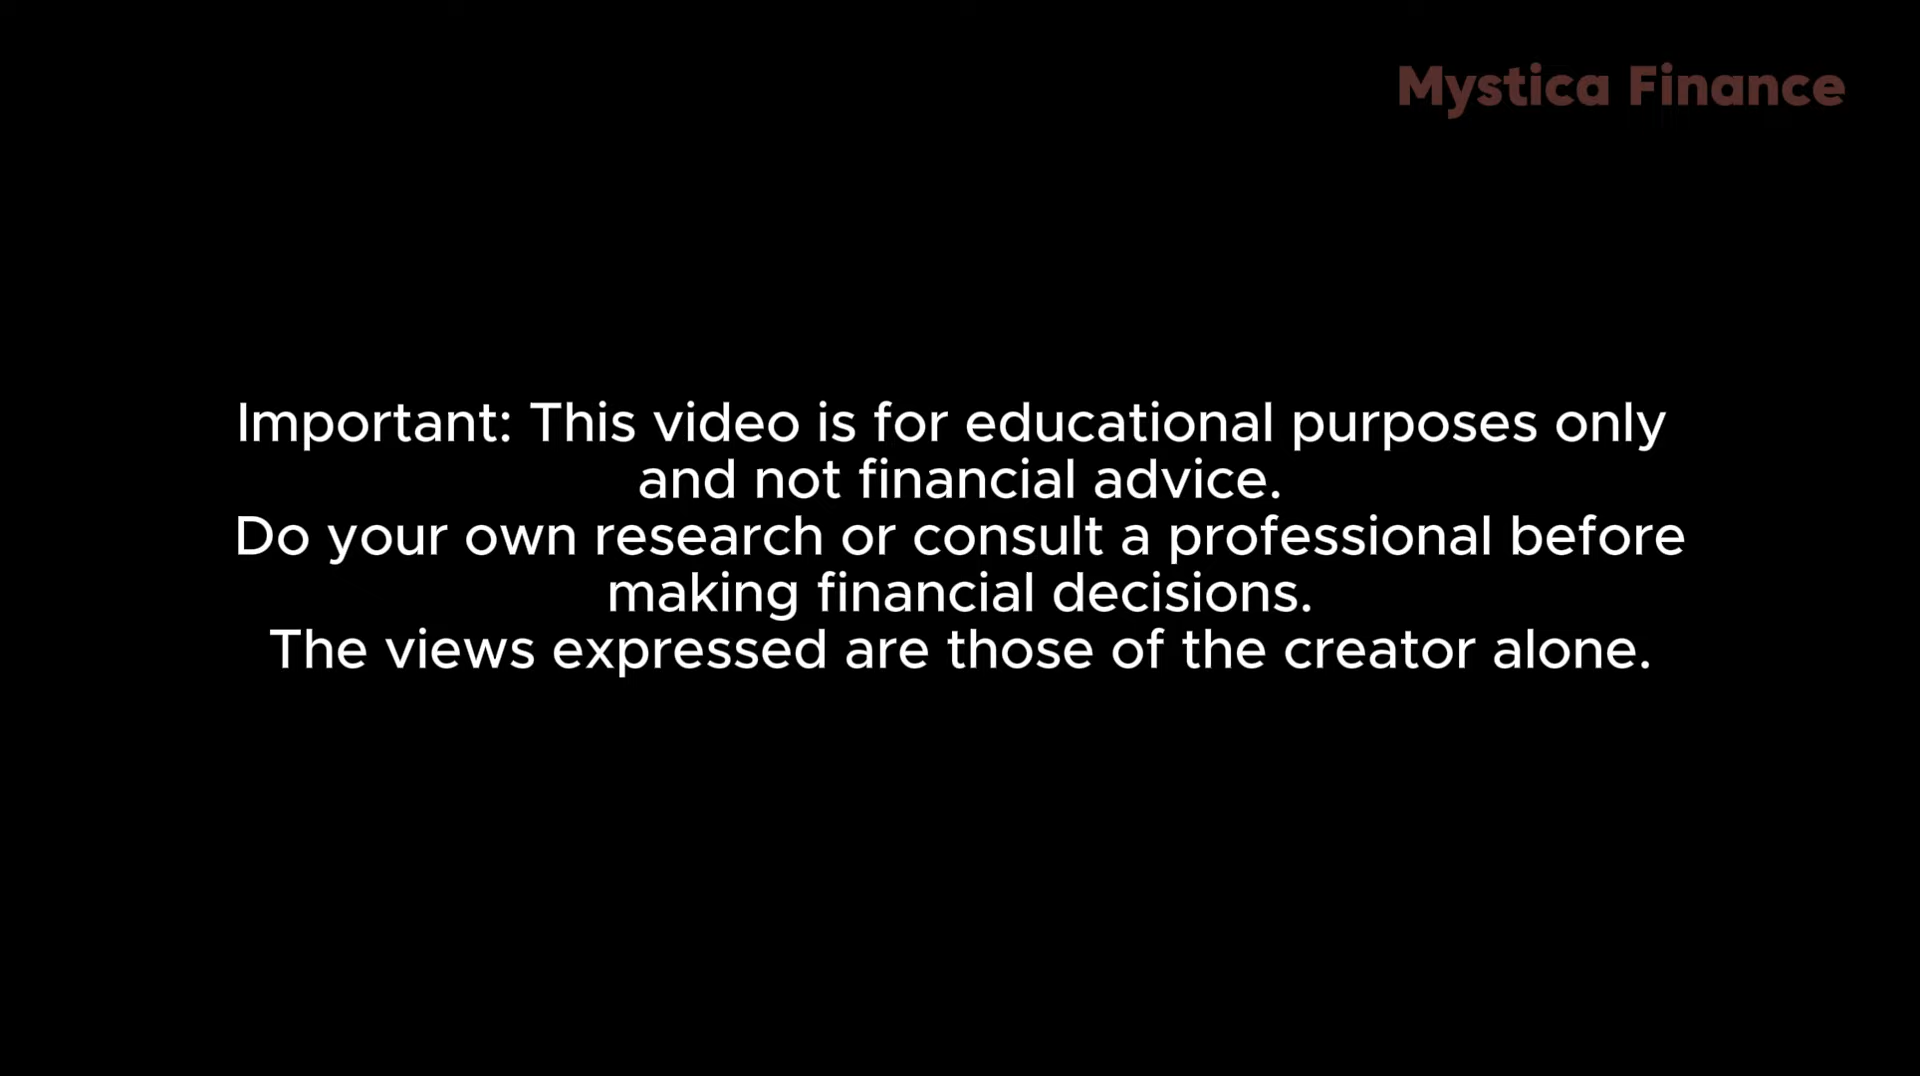 Mystica Finance
Important: This video is for educational purposes only
and not financial advice.
Do your own research or consult a professional before
making financial decisions.
The views expressed are those of the creator alone.